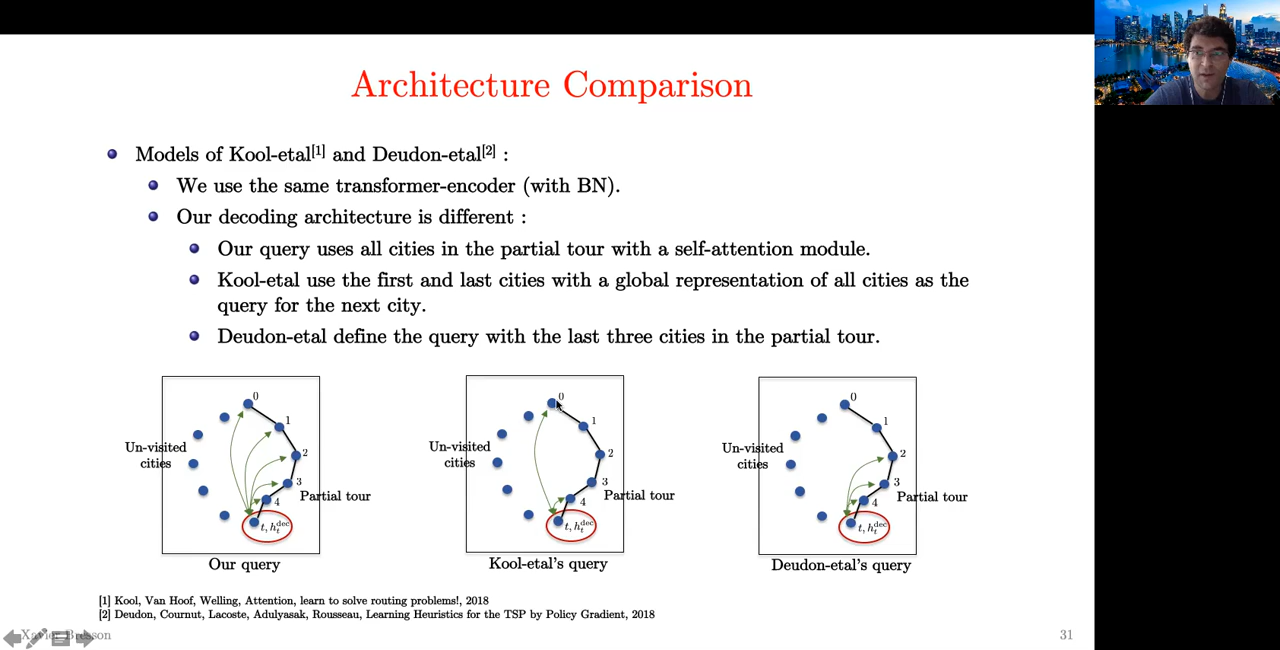 Architecture Comparison
Models of Kool-etal[1] and Deudon-etal[2] :
We use the same transformer-encoder (with BN).
Our decoding architecture is different :
Our query uses all cities in the partial tour with a self-attention module.
Kool-etal use the first and last cities with a global representation of all cities as the
query for the next city.
Deudon-etal define the query with the last three cities in the partial tour.
0
1
2
3
4
Un-visited
cities
Partial tour
t, h_t^dec
Our query
0
1
2
3
4
Un-visited
cities
Partial tour
t, h_t^dec
Kool-etal's query
0
1
2
3
4
Un-visited
cities
Partial tour
t, h_t^dec
Deudon-etal's query
[1] Kool, Van Hoof, Welling, Attention, learn to solve routing problems!, 2018
[2] Deudon, Cournut, Lacoste, Adulyasak, Rousseau, Learning Heuristics for the TSP by Policy Gradient, 2018
Xavier Bresson
31